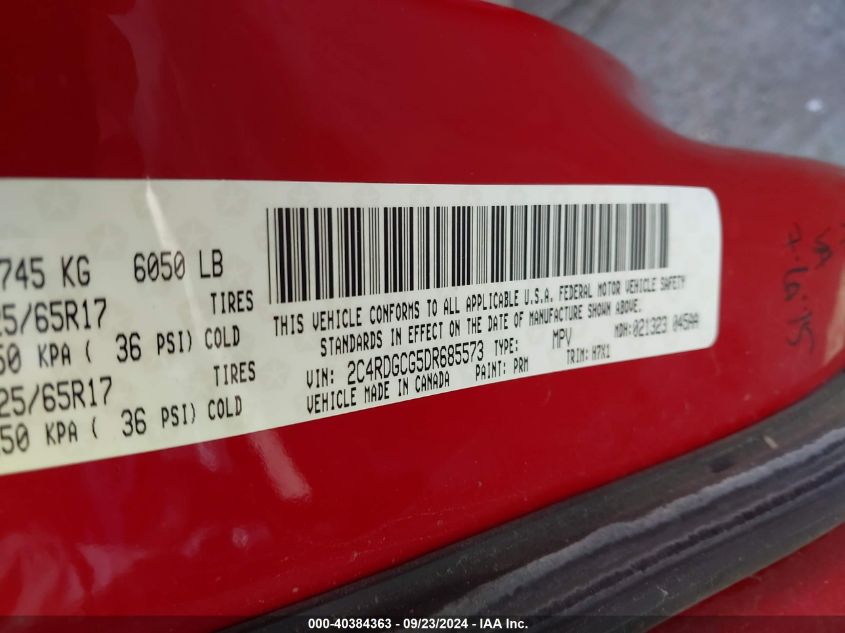 745 KG 6050 LB
25/65R17 TIRES
50 KPA ( 36 PSI) COLD
25/65R17 TIRES
50 KPA ( 36 PSI) COLD
THIS VEHICLE CONFORMS TO ALL APPLICABLE U.S.A. FEDERAL MOTOR VEHICLE SAFETY
STANDARDS IN EFFECT ON THE DATE OF MANUFACTURE SHOWN ABOVE.
VIN: 2C4RDGCG5DR685573 TYPE: MPV MDH: 021323 045AA
VEHICLE MADE IN CANADA PAINT: PRM TRIM: H7X1
000-40384363 - 09/23/2024 - IAA Inc.